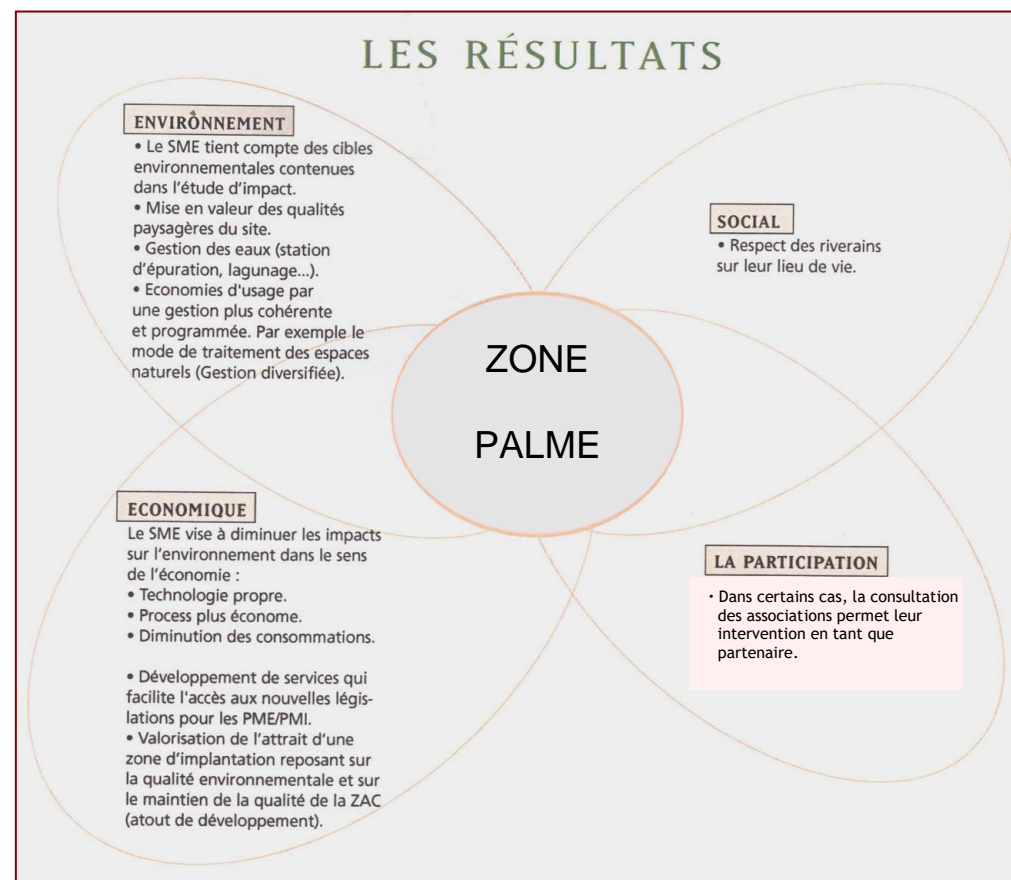 LES RÉSULTATS
ENVIRONNEMENT
• Le SME tient compte des cibles
environnementales contenues
dans l'étude d'impact.
• Mise en valeur des qualités
paysagères du site.
• Gestion des eaux (station
d'épuration, lagunage...).
• Economies d'usage par
une gestion plus cohérente
et programmée. Par exemple le
mode de traitement des espaces
naturels (Gestion diversifiée).
SOCIAL
• Respect des riverains
sur leur lieu de vie.
ZONE
PALME
ECONOMIQUE
Le SME vise à diminuer les impacts
sur l'environnement dans le sens
de l'économie :
• Technologie propre.
• Process plus économe.
• Diminution des consommations.
• Développement de services qui
facilite l'accès aux nouvelles légis-
lations pour les PME/PMI.
• Valorisation de l'attrait d'une
zone d'implantation reposant sur
la qualité environnementale et sur
le maintien de la qualité de la ZAC
(atout de développement).
LA PARTICIPATION
• Dans certains cas, la consultation
des associations permet leur
intervention en tant que
partenaire.